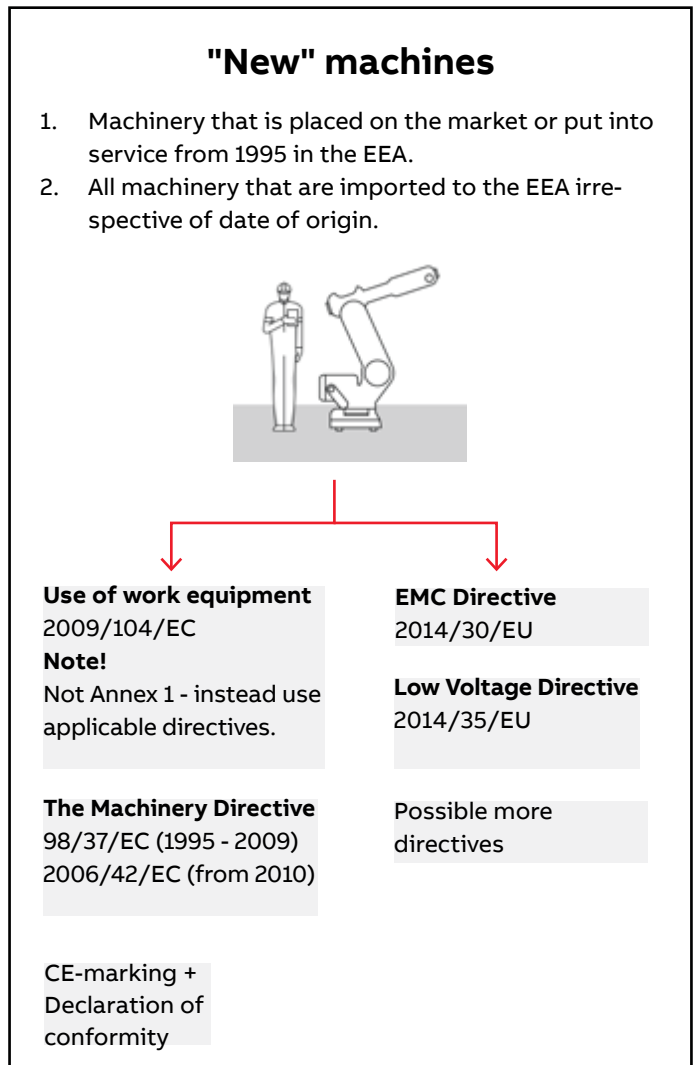 "New" machines
1. Machinery that is placed on the market or put into
service from 1995 in the EEA.
2. All machinery that are imported to the EEA irre-
spective of date of origin.
Use of work equipment
2009/104/EC
Note!
Not Annex 1 - instead use
applicable directives.
The Machinery Directive
98/37/EC (1995 - 2009)
2006/42/EC (from 2010)
CE-marking +
Declaration of
conformity
EMC Directive
2014/30/EU
Low Voltage Directive
2014/35/EU
Possible more
directives